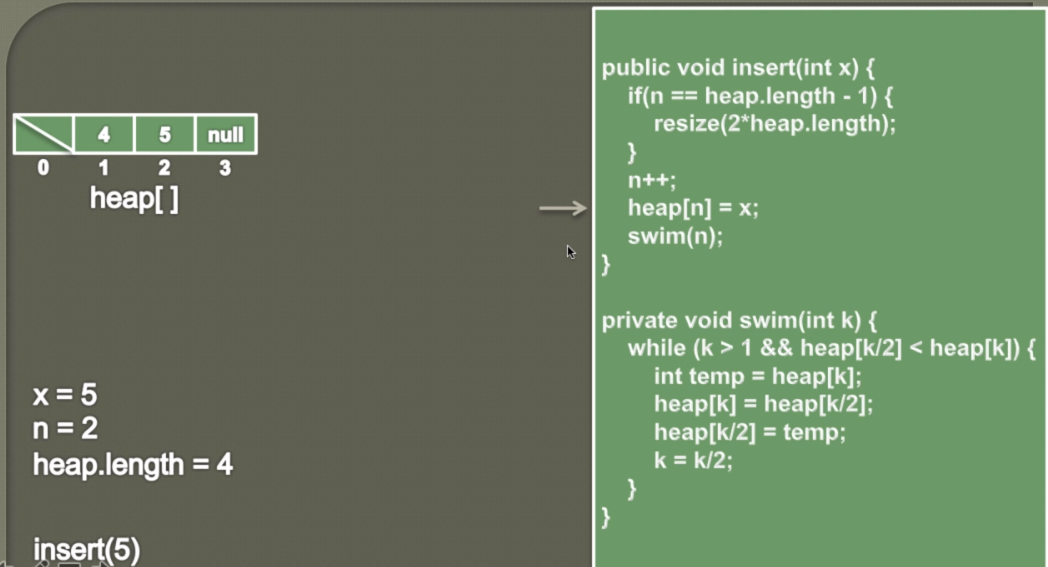 4 5 null
0 1 2 3
heap[ ]
x = 5
n = 2
heap.length = 4
insert(5)
public void insert(int x) {
if(n == heap.length - 1) {
resize(2*heap.length);
}
n++;
heap[n] = x;
swim(n);
}
private void swim(int k) {
while (k > 1 && heap[k/2] < heap[k]) {
int temp = heap[k];
heap[k] = heap[k/2];
heap[k/2] = temp;
k = k/2;
}
}